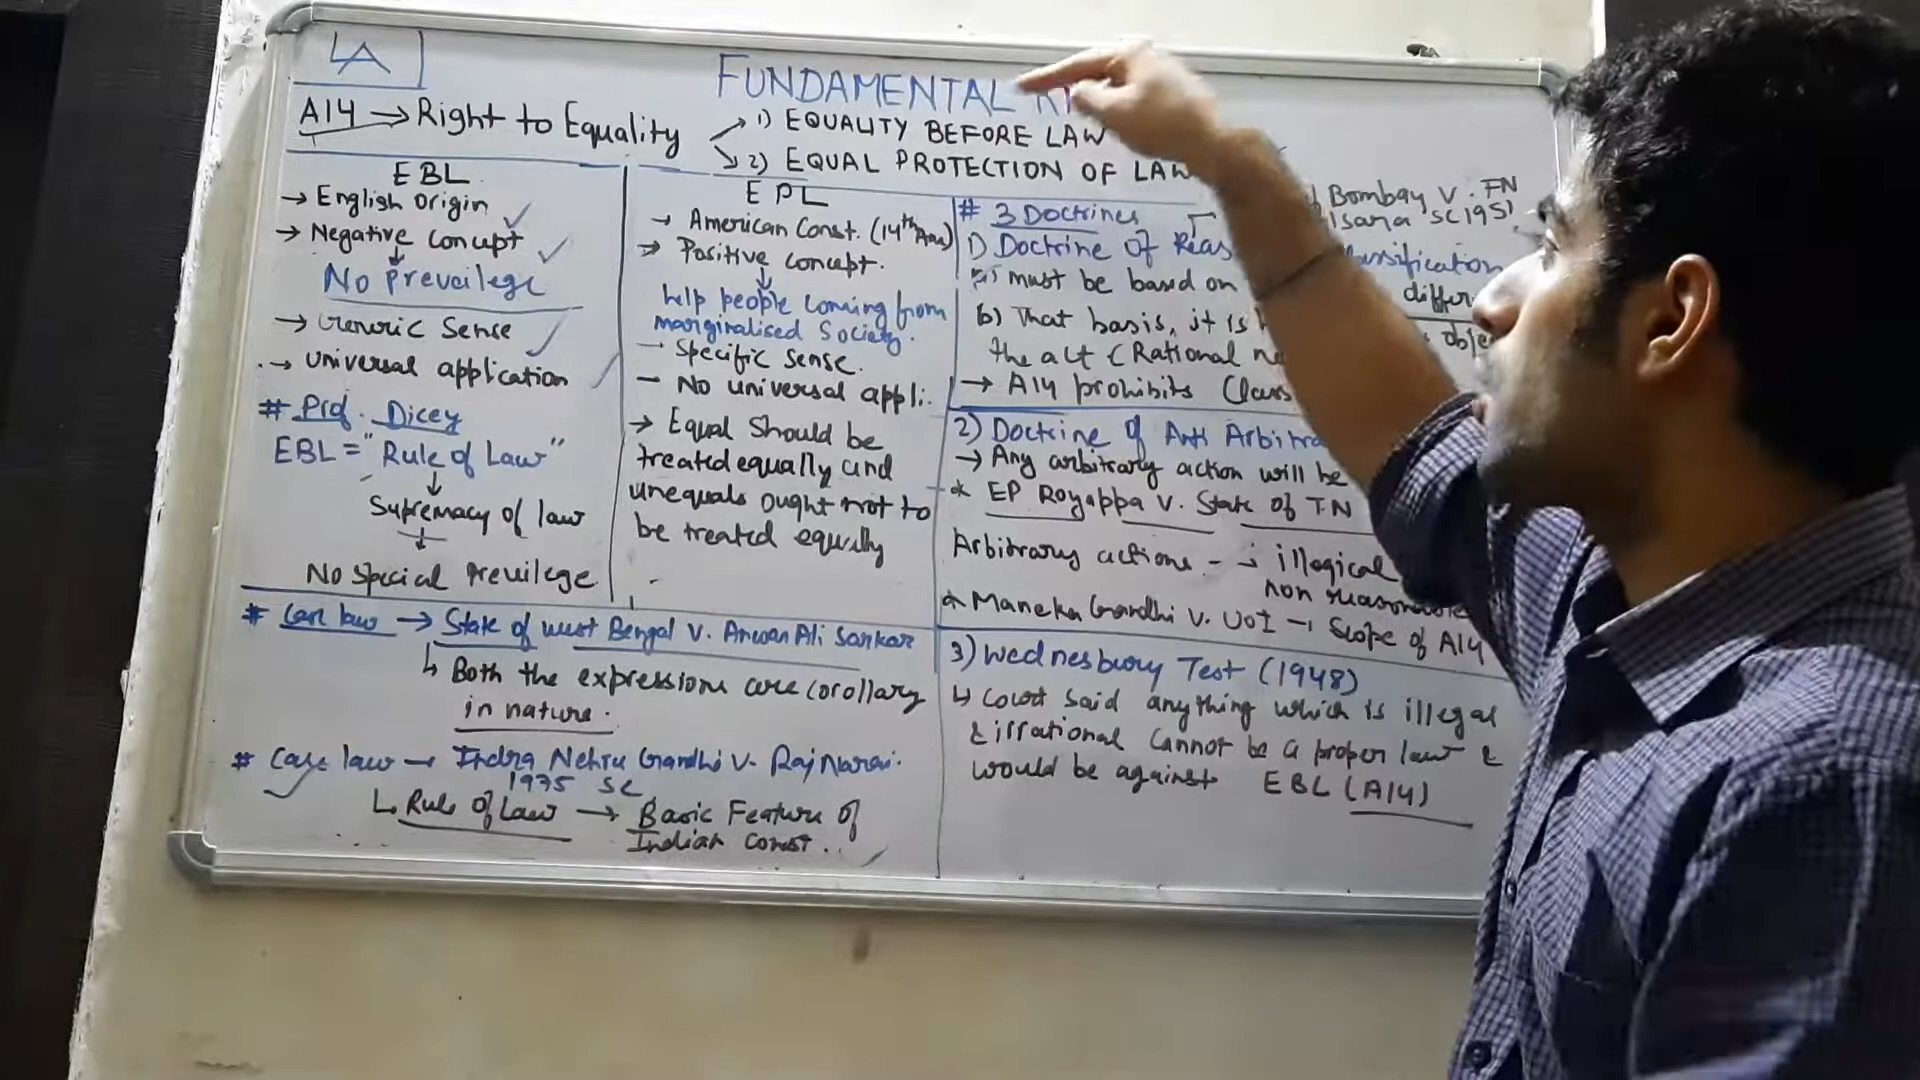 LA
FUNDAMENTAL
A14 → Right to Equality
1) EQUALITY BEFORE LAW
2) EQUAL PROTECTION OF LAW
EBL
→ English Origin
→ Negative concept
No prevailege
→ Generic Sense
→ Universal application
# Prof. Dicey
EBL = "Rule of Law"
Supremacy of law
No Special Previlege
EPL
→ American Const. (14th Am)
→ Positive concept.
help people coming from
marginalised Society.
- Specific sense.
- No universal appli.
→ Equal Should be
treated equally and
unequals ought not to
be treated equally
# Case law → State of west Bengal V. Anwar Ali Sarkar
↳ Both the expressions are corollary
in nature.
# Case law → Indra Nehru Gandhi V. Raj Narai.
1975 SC
↳ Rule Of Law → Basic Feature Of
Indian Const..
# 3 Doctrines
Bombay V. FN
SC 1951
1) Doctrine Of Reas
must be based on differ
b) That basis, it is
the act (Rational
→ A14 prohibits Class
2) Doctrine of Anti Arbitra
→ Any arbitrary action will be
* EP Royappa V. State of TN
Arbitrary actions - → illogical
non reasonable
* Maneka Gandhi V. UOI → Scope of A14
3) Wednesbury Test (1948)
↳ Court said anything which is illegal
& irrational cannot be a proper law &
would be against EBL (A14)